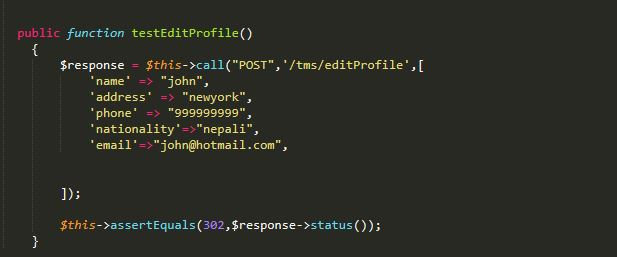 public function testEditProfile()
{
$response = $this->call("POST",'/tms/editProfile',[
'name' => "john",
'address' => "newyork",
'phone' => "999999999",
'nationality'=>"nepali",
'email'=>"john@hotmail.com",
]);
$this->assertEquals(302,$response->status());
}